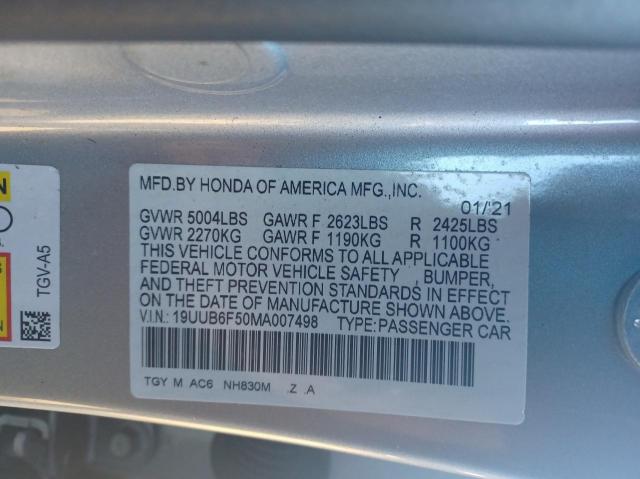 MFD.BY HONDA OF AMERICA MFG.,INC.
01/'21
GVWR 5004LBS GAWR F 2623LBS R 2425LBS
GVWR 2270KG GAWR F 1190KG R 1100KG
THIS VEHICLE CONFORMS TO ALL APPLICABLE
FEDERAL MOTOR VEHICLE SAFETY , BUMPER,
AND THEFT PREVENTION STANDARDS IN EFFECT
ON THE DATE OF MANUFACTURE SHOWN ABOVE.
V.I.N.: 19UUB6F50MA007498 TYPE:PASSENGER CAR
TGY M AC6 NH830M .Z .A
TGV-A5